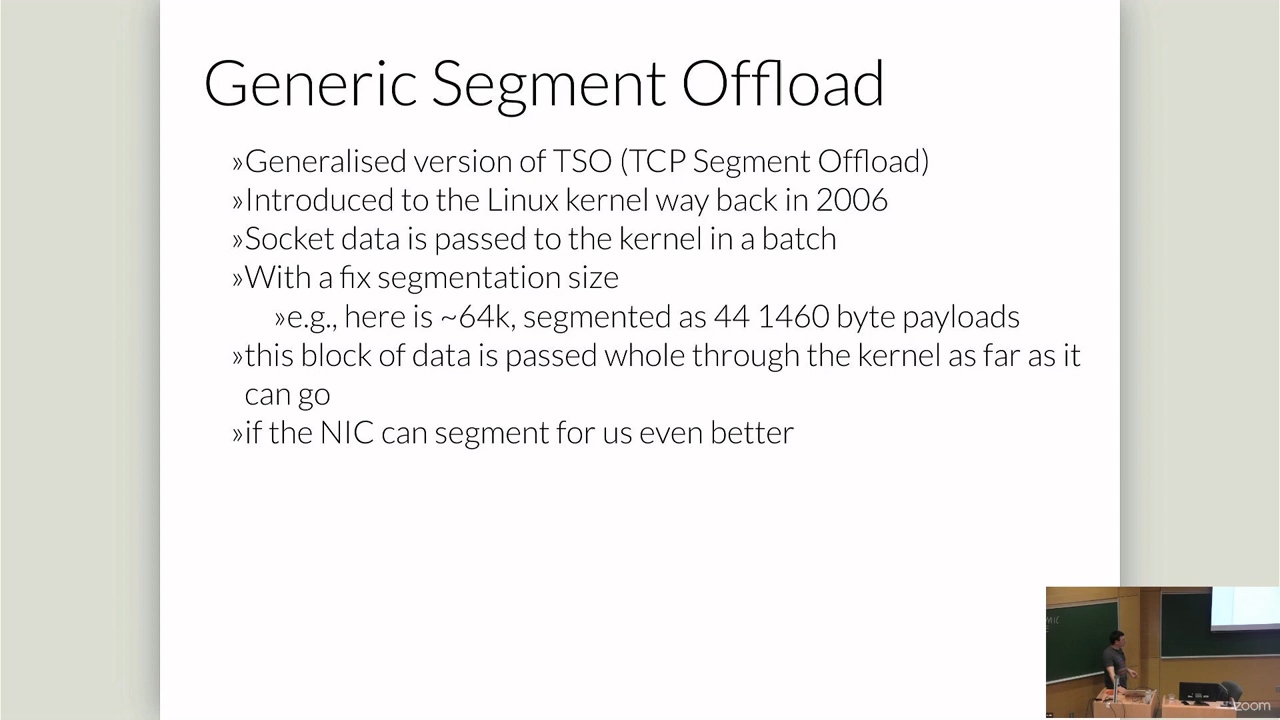 Generic Segment Offload
»Generalised version of TSO (TCP Segment Offload)
»Introduced to the Linux kernel way back in 2006
»Socket data is passed to the kernel in a batch
»With a fix segmentation size
»e.g., here is ~64k, segmented as 44 1460 byte payloads
»this block of data is passed whole through the kernel as far as it
can go
»if the NIC can segment for us even better
zoom